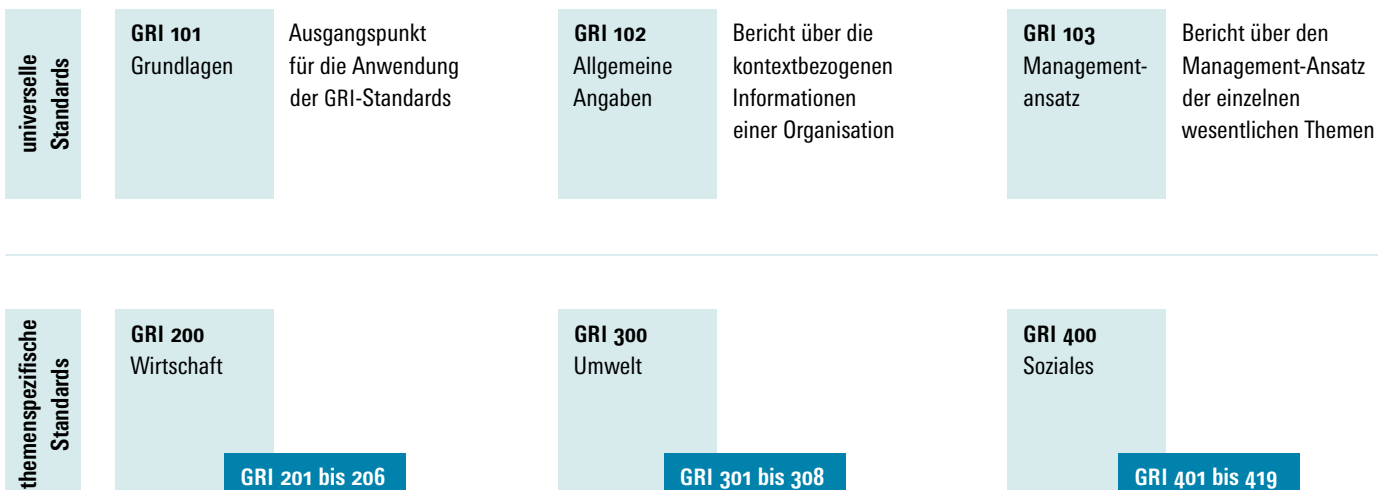 universelle
Standards
GRI 101
Grundlagen
Ausgangspunkt
für die Anwendung
der GRI-Standards
GRI 102
Allgemeine
Angaben
Bericht über die
kontextbezogenen
Informationen
einer Organisation
GRI 103
Management-
ansatz
Bericht über den
Management-Ansatz
der einzelnen
wesentlichen Themen
themenspezifische
Standards
GRI 200
Wirtschaft
GRI 201 bis 206
GRI 300
Umwelt
GRI 301 bis 308
GRI 400
Soziales
GRI 401 bis 419